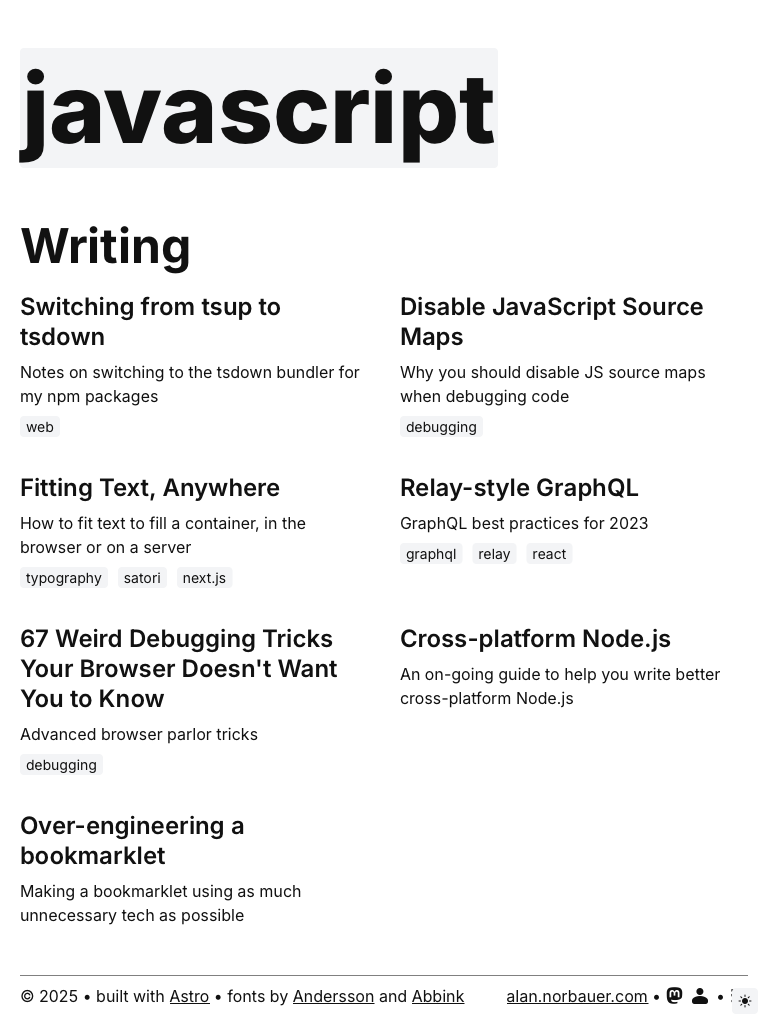 javascript
Writing
Switching from tsup to
tsdown
Notes on switching to the tsdown bundler for
my npm packages
web
Disable JavaScript Source
Maps
Why you should disable JS source maps
when debugging code
debugging
Fitting Text, Anywhere
How to fit text to fill a container, in the
browser or on a server
typography satori next.js
Relay-style GraphQL
GraphQL best practices for 2023
graphql relay react
67 Weird Debugging Tricks
Your Browser Doesn't Want
You to Know
Advanced browser parlor tricks
debugging
Cross-platform Node.js
An on-going guide to help you write better
cross-platform Node.js
Over-engineering a
bookmarklet
Making a bookmarklet using as much
unnecessary tech as possible
© 2025 • built with Astro • fonts by Andersson and Abbink alan.norbauer.com • •